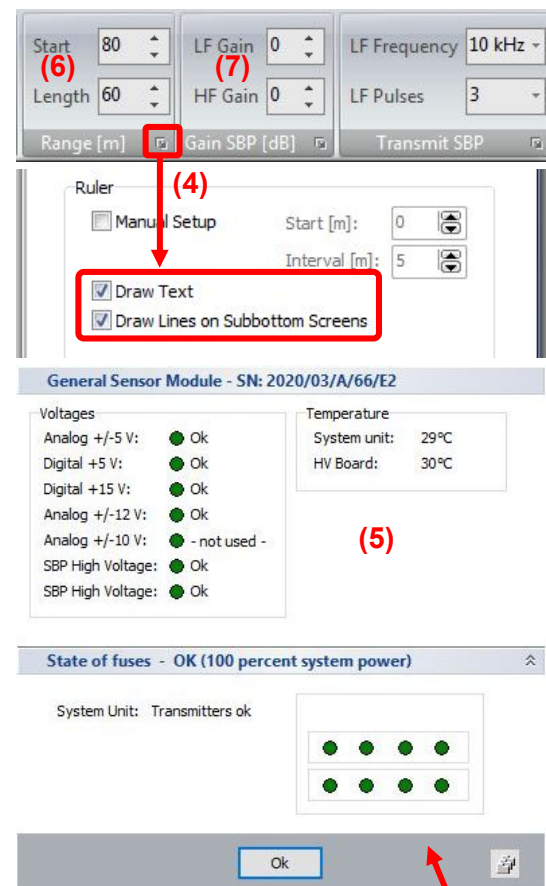 Start 80 LF Gain 0 LF Frequency 10 kHz
(6) (7)
Length 60 HF Gain 0 LF Pulses 3
Range [m] Gain SBP [dB] Transmit SBP
(4)
Ruler
Manual Setup Start [m]: 0
Interval [m]: 5
Draw Text
Draw Lines on Subbottom Screens
General Sensor Module - SN: 2020/03/A/66/E2
Voltages Temperature
Analog +/-5 V: Ok System unit: 29°C
Digital +5 V: Ok HV Board: 30°C
Digital +15 V: Ok
Analog +/-12 V: Ok
Analog +/-10 V: - not used - (5)
SBP High Voltage: Ok
SBP High Voltage: Ok
State of fuses - OK (100 percent system power)
System Unit: Transmitters ok
Ok